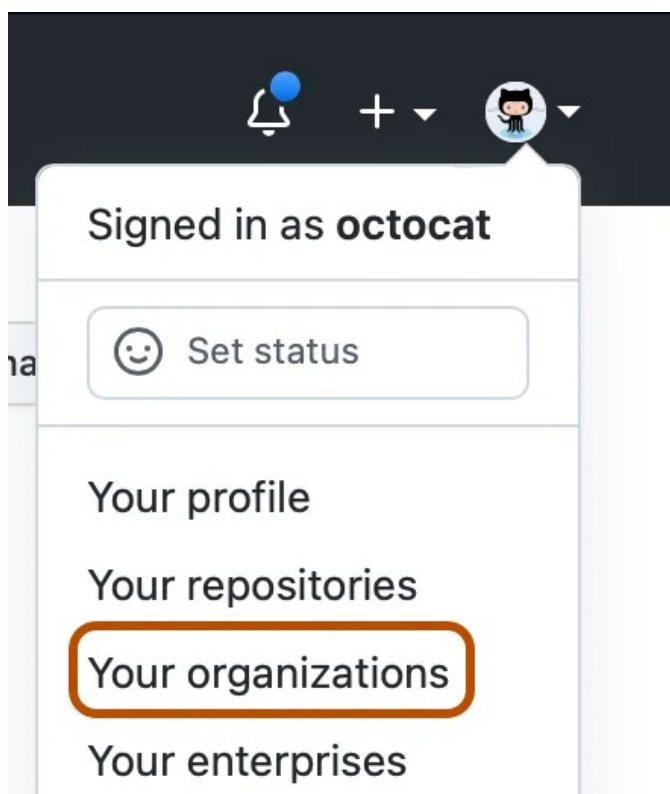 Signed in as octocat
Set status
Your profile
Your repositories
Your organizations
Your enterprises